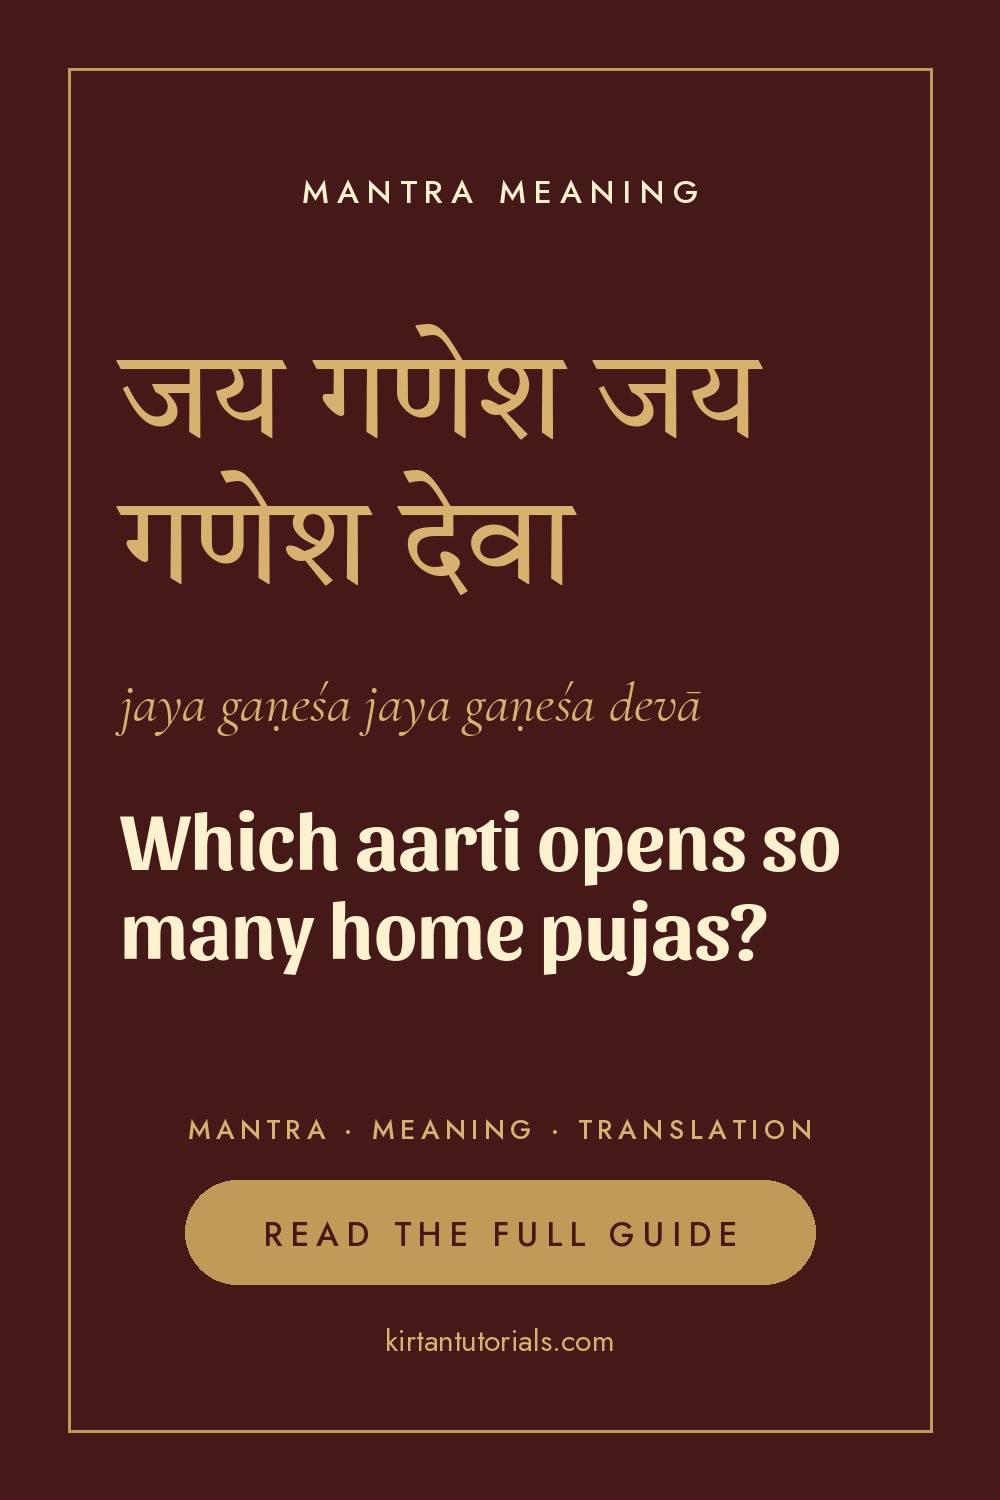 MANTRA MEANING
जय गणेश जय
गणेश देवा
jaya gaṇeśa jaya gaṇeśa devā
Which aarti opens so
many home pujas?
MANTRA · MEANING · TRANSLATION
READ THE FULL GUIDE
kirtantutorials.com